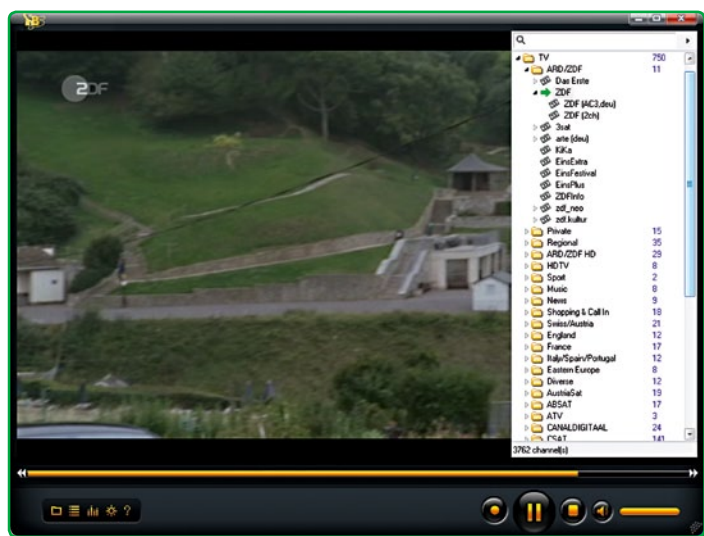 ZDF
TV 750
ARD/ZDF 11
Das Erste
ZDF
ZDF (AC3,deu)
ZDF (2ch)
3sat
arte (deu)
KiKa
EinsExtra
EinsFestival
EinsPlus
ZDFinfo
zdf_neo
zdf.kultur
Private 15
Regional 35
ARD/ZDF HD 29
HDTV 8
Sport 2
Music 8
News 9
Shopping & Call In 18
Swiss/Austria 21
England 12
France 17
Italy/Spain/Portugal 12
Eastern Europe 8
Diverse 12
AustriaSat 19
ABSAT 17
ATV 3
CANALDIGITAAL 24
CSAT 141
3762 channel(s)
?